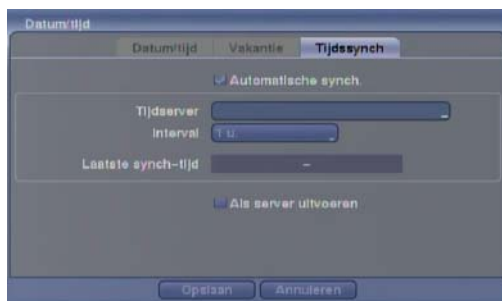 Datum/tijd
Datum/tijd Vakantie Tijdssynch
Automatische synch.
Tijdserver
Interval 1 u.
Laatste synch-tijd –
Als server uitvoeren
Opslaan Annuleren